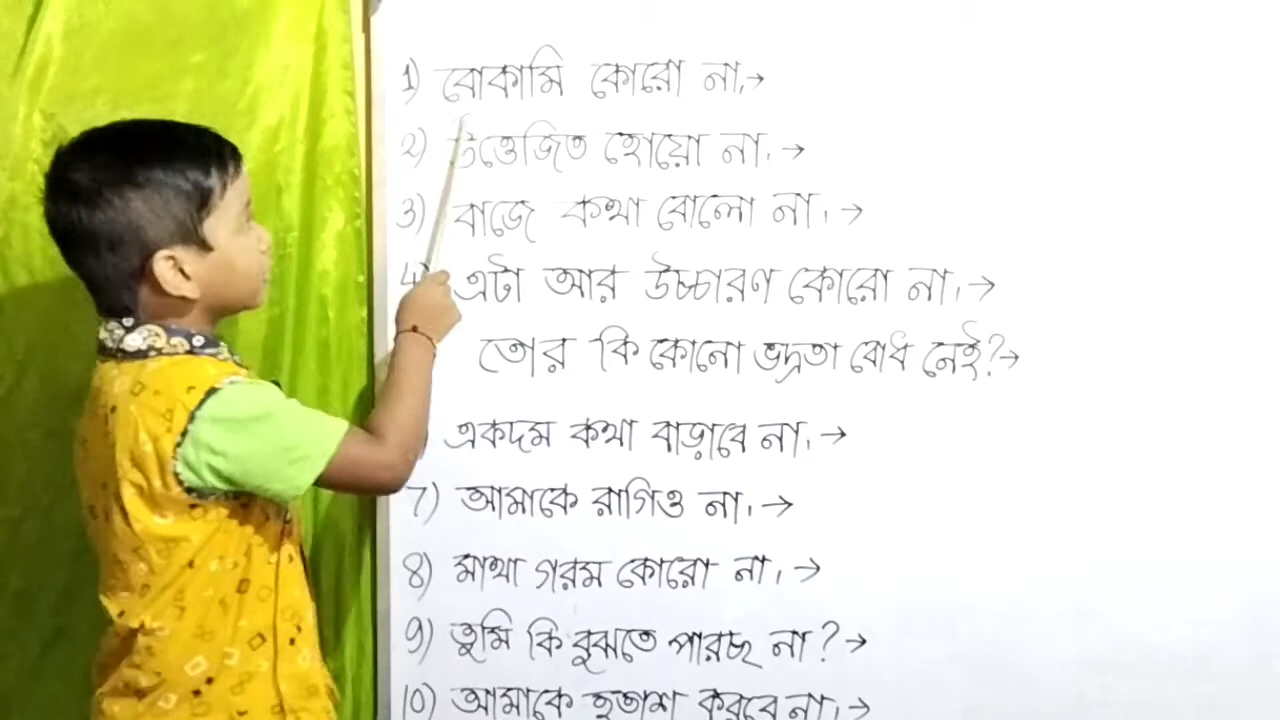 1) বোকামি কোরো না,→
2) উত্তেজিত হোয়ো না।→
3) বাজে কথা বোলো না।→
4) এটা আর উচ্চারণ কোরো না।→
তোর কি কোনো ভদ্রতা বোধ নেই?→
) একদম কথা বাড়াবে না।→
7) আমাকে রাগিও না।→
8) মাথা গরম কোরো না।→
9) তুমি কি বুঝতে পারছ না?→
10) আমাকে হতাশ করবে না।→